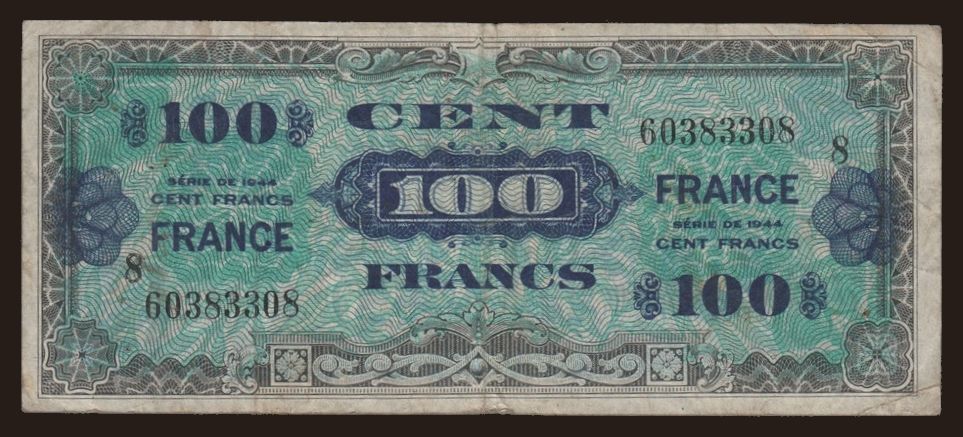 100
CENT
60383308
8
SÉRIE DE 1944
CENT FRANCS
FRANCE
100
FRANCE
SÉRIE DE 1944
CENT FRANCS
8
60383308
FRANCS
100